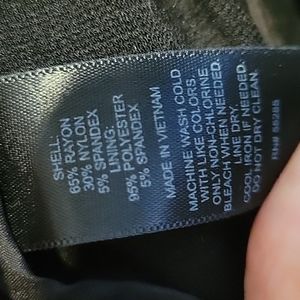 SHELL:
65% RAYON
30% NYLON
5% SPANDEX
LINING:
95% POLYESTER
5% SPANDEX
MADE IN VIETNAM
MACHINE WASH COLD
WITH LIKE COLORS.
ONLY NON-CHLORINE
BLEACH WHEN NEEDED.
LINE DRY.
COOL IRON IF NEEDED.
DO NOT DRY CLEAN.
RN# 55285